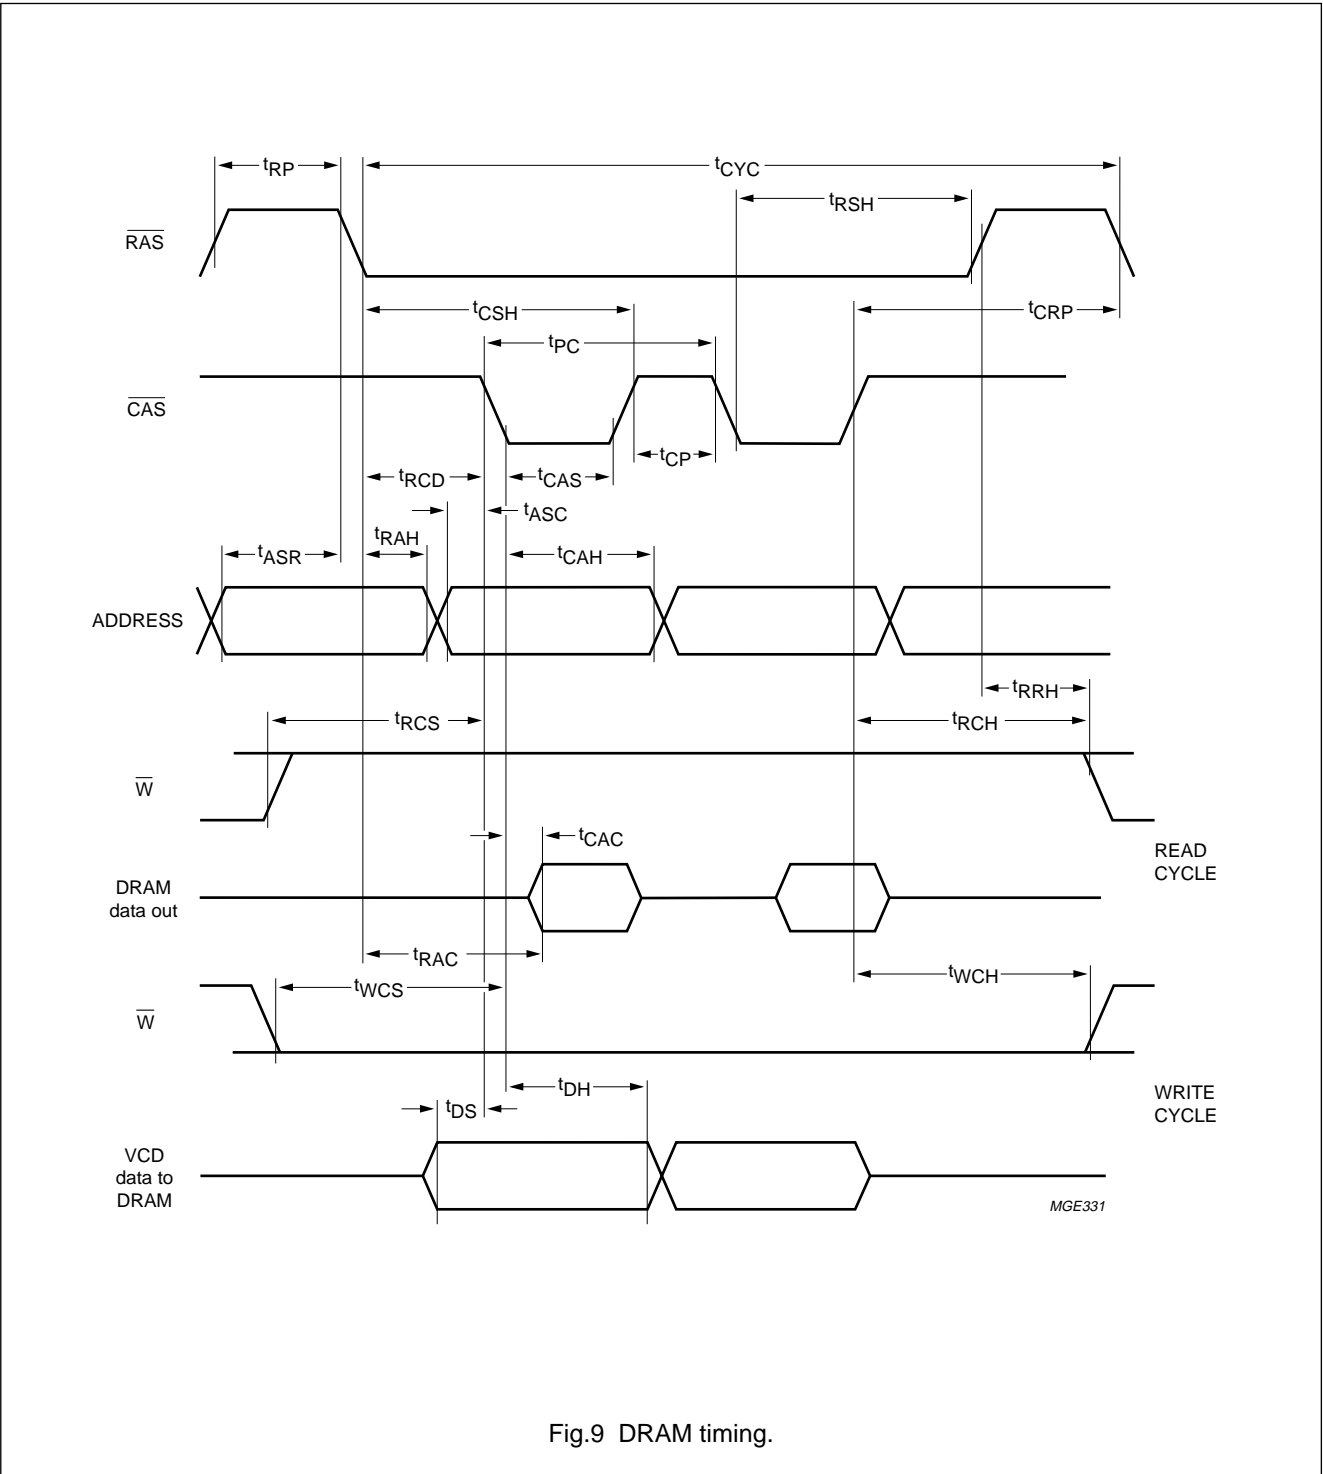 tRP
tCYC
tRSH
RAS
tCSH
tCRP
tPC
CAS
tCP
tRCD
tCAS
tASC
tRAH
tASR
tCAH
ADDRESS
tRRH
tRCS
tRCH
W
tCAC
READ
CYCLE
DRAM
data out
tRAC
tWCH
tWCS
W
tDH
tDS
WRITE
CYCLE
VCD
data to
DRAM
MGE331
Fig.9 DRAM timing.